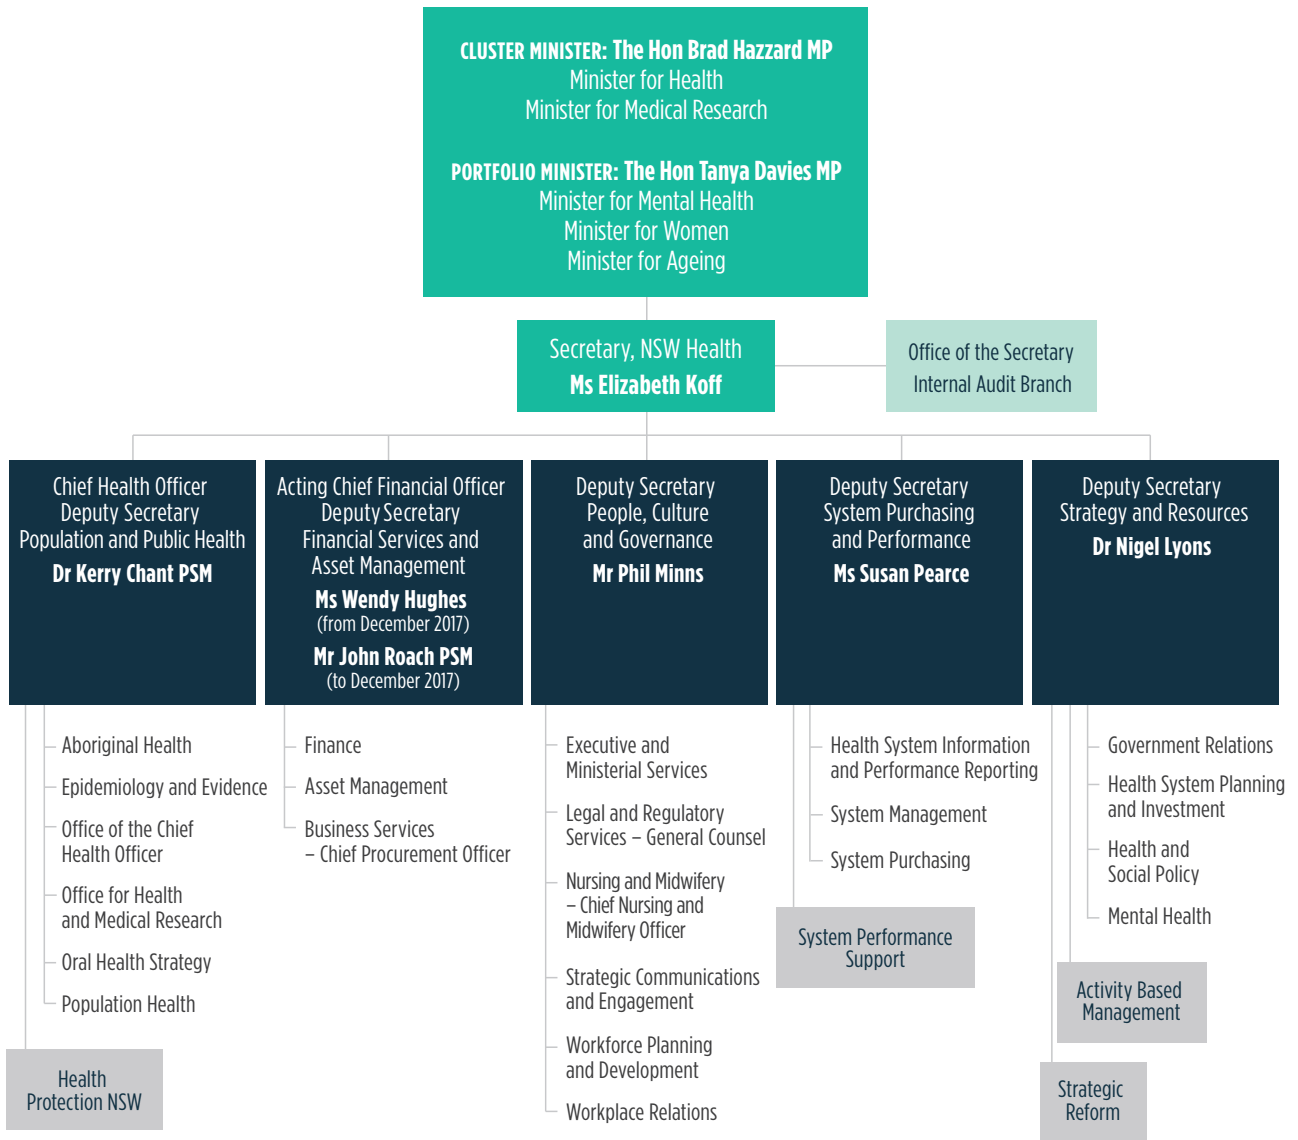 CLUSTER MINISTER: The Hon Brad Hazzard MP
Minister for Health
Minister for Medical Research
PORTFOLIO MINISTER: The Hon Tanya Davies MP
Minister for Mental Health
Minister for Women
Minister for Ageing
Secretary, NSW Health
Ms Elizabeth Koff
Office of the Secretary
Internal Audit Branch
Chief Health Officer
Deputy Secretary
Population and Public Health
Dr Kerry Chant PSM
Acting Chief Financial Officer
Deputy Secretary
Financial Services and
Asset Management
Ms Wendy Hughes
(from December 2017)
Mr John Roach PSM
(to December 2017)
Deputy Secretary
People, Culture
and Governance
Mr Phil Minns
Deputy Secretary
System Purchasing
and Performance
Ms Susan Pearce
Deputy Secretary
Strategy and Resources
Dr Nigel Lyons
Aboriginal Health
Epidemiology and Evidence
Office of the Chief
Health Officer
Office for Health
and Medical Research
Oral Health Strategy
Population Health
Health
Protection NSW
Finance
Asset Management
Business Services
– Chief Procurement Officer
Executive and
Ministerial Services
Legal and Regulatory
Services – General Counsel
Nursing and Midwifery
– Chief Nursing and
Midwifery Officer
Strategic Communications
and Engagement
Workforce Planning
and Development
Workplace Relations
Health System Information
and Performance Reporting
System Management
System Purchasing
System Performance
Support
Government Relations
Health System Planning
and Investment
Health and
Social Policy
Mental Health
Activity Based
Management
Strategic
Reform